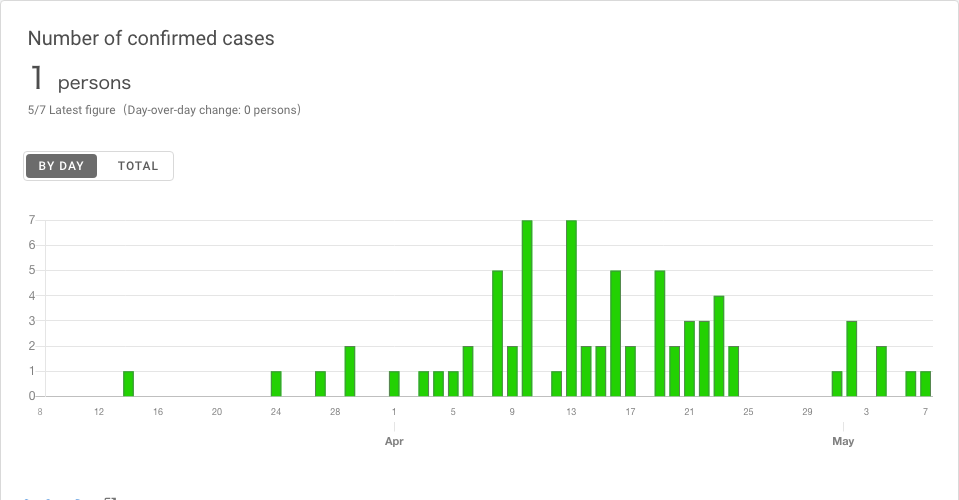 Number of confirmed cases
1 persons
5/7 Latest figure（Day-over-day change: 0 persons）
BY DAY TOTAL
7
6
5
4
3
2
1
0
8 12 16 20 24 28 1 5 9 13 17 21 25 29 3 7
Apr May